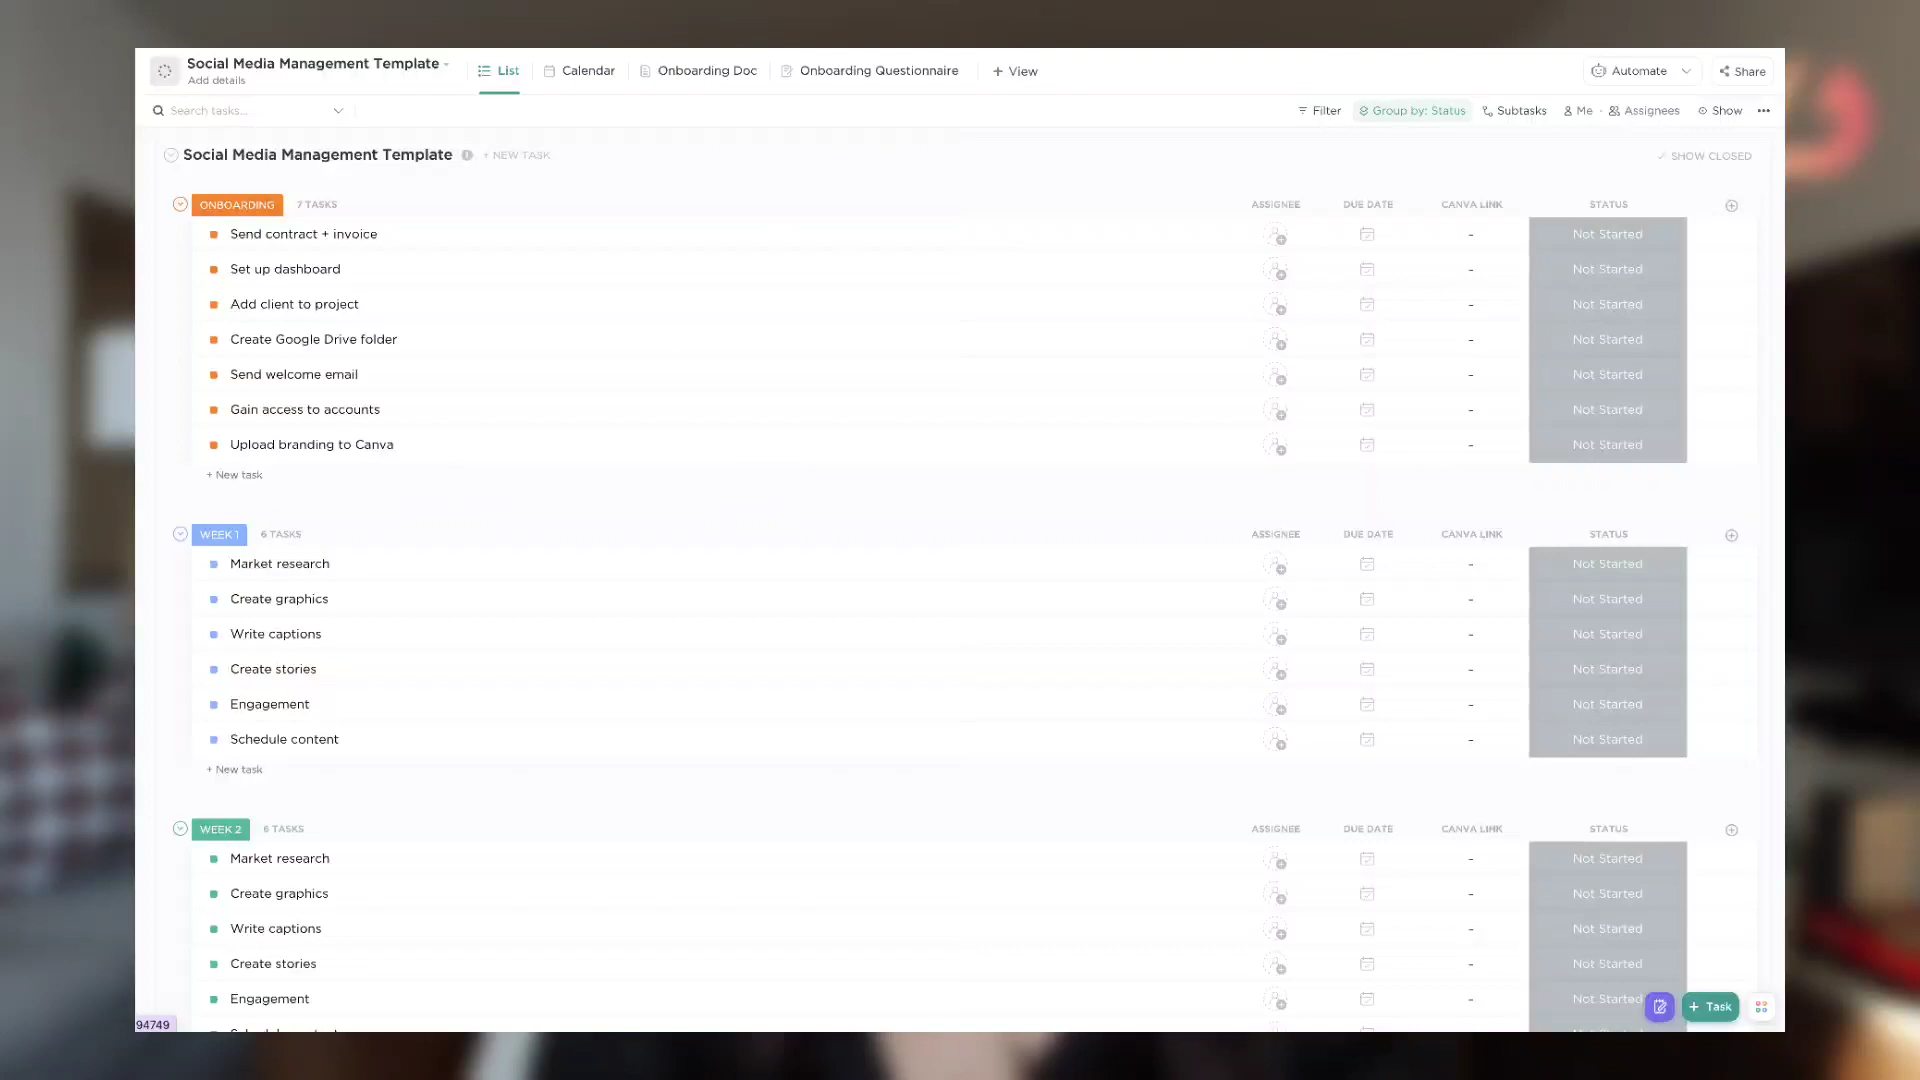 Social Media Management Template
Add details
List
Calendar
Onboarding Doc
Onboarding Questionnaire
+ View
Automate
Share
Search tasks...
Filter
Group by: Status
Subtasks
Me
Assignees
Show
Social Media Management Template
+ NEW TASK
SHOW CLOSED
ONBOARDING 7 TASKS ASSIGNEE DUE DATE CANVA LINK STATUS
Send contract + invoice - Not Started
Set up dashboard - Not Started
Add client to project - Not Started
Create Google Drive folder - Not Started
Send welcome email - Not Started
Gain access to accounts - Not Started
Upload branding to Canva - Not Started
+ New task
WEEK 1 6 TASKS ASSIGNEE DUE DATE CANVA LINK STATUS
Market research - Not Started
Create graphics - Not Started
Write captions - Not Started
Create stories - Not Started
Engagement - Not Started
Schedule content - Not Started
+ New task
WEEK 2 6 TASKS ASSIGNEE DUE DATE CANVA LINK STATUS
Market research - Not Started
Create graphics - Not Started
Write captions - Not Started
Create stories - Not Started
Engagement - Not Started
+ Task
94749